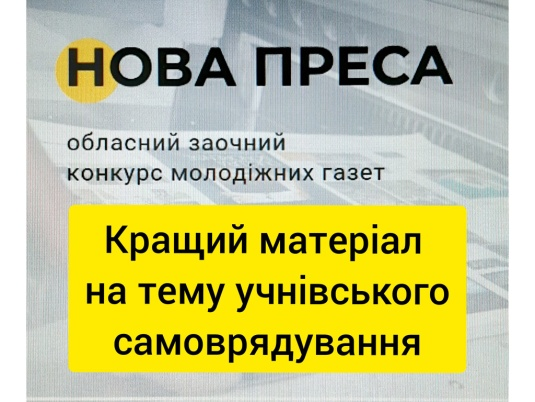 НОВА ПРЕСА
обласний заочний
конкурс молодіжних газет
Кращий матеріал
на тему учнівського
самоврядування